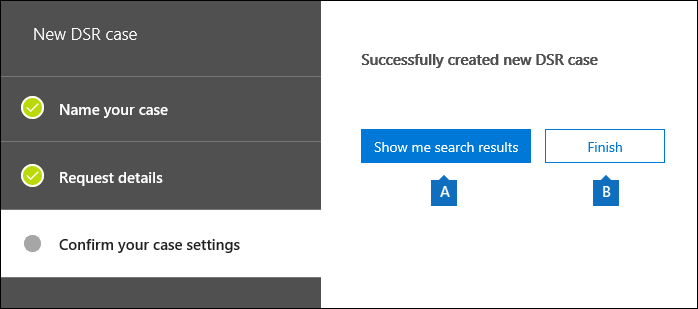 New DSR case
Name your case
Request details
Confirm your case settings
Successfully created new DSR case
Show me search results
Finish
A
B